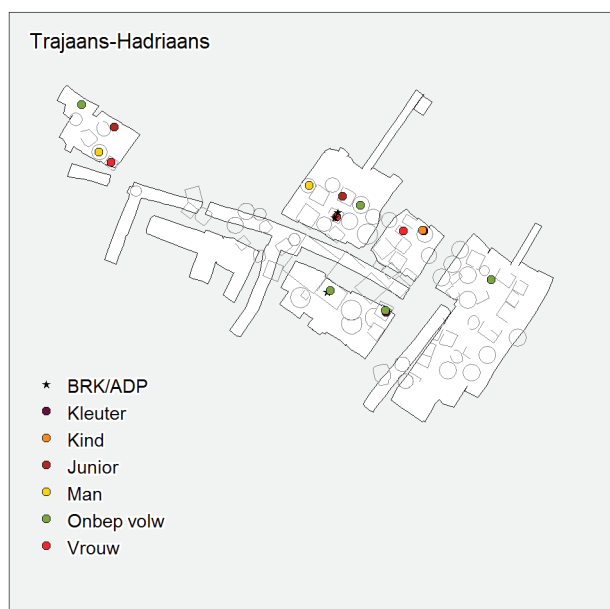 Trajaans-Hadriaans
BRK/ADP
Kleuter
Kind
Junior
Man
Onbep volw
Vrouw